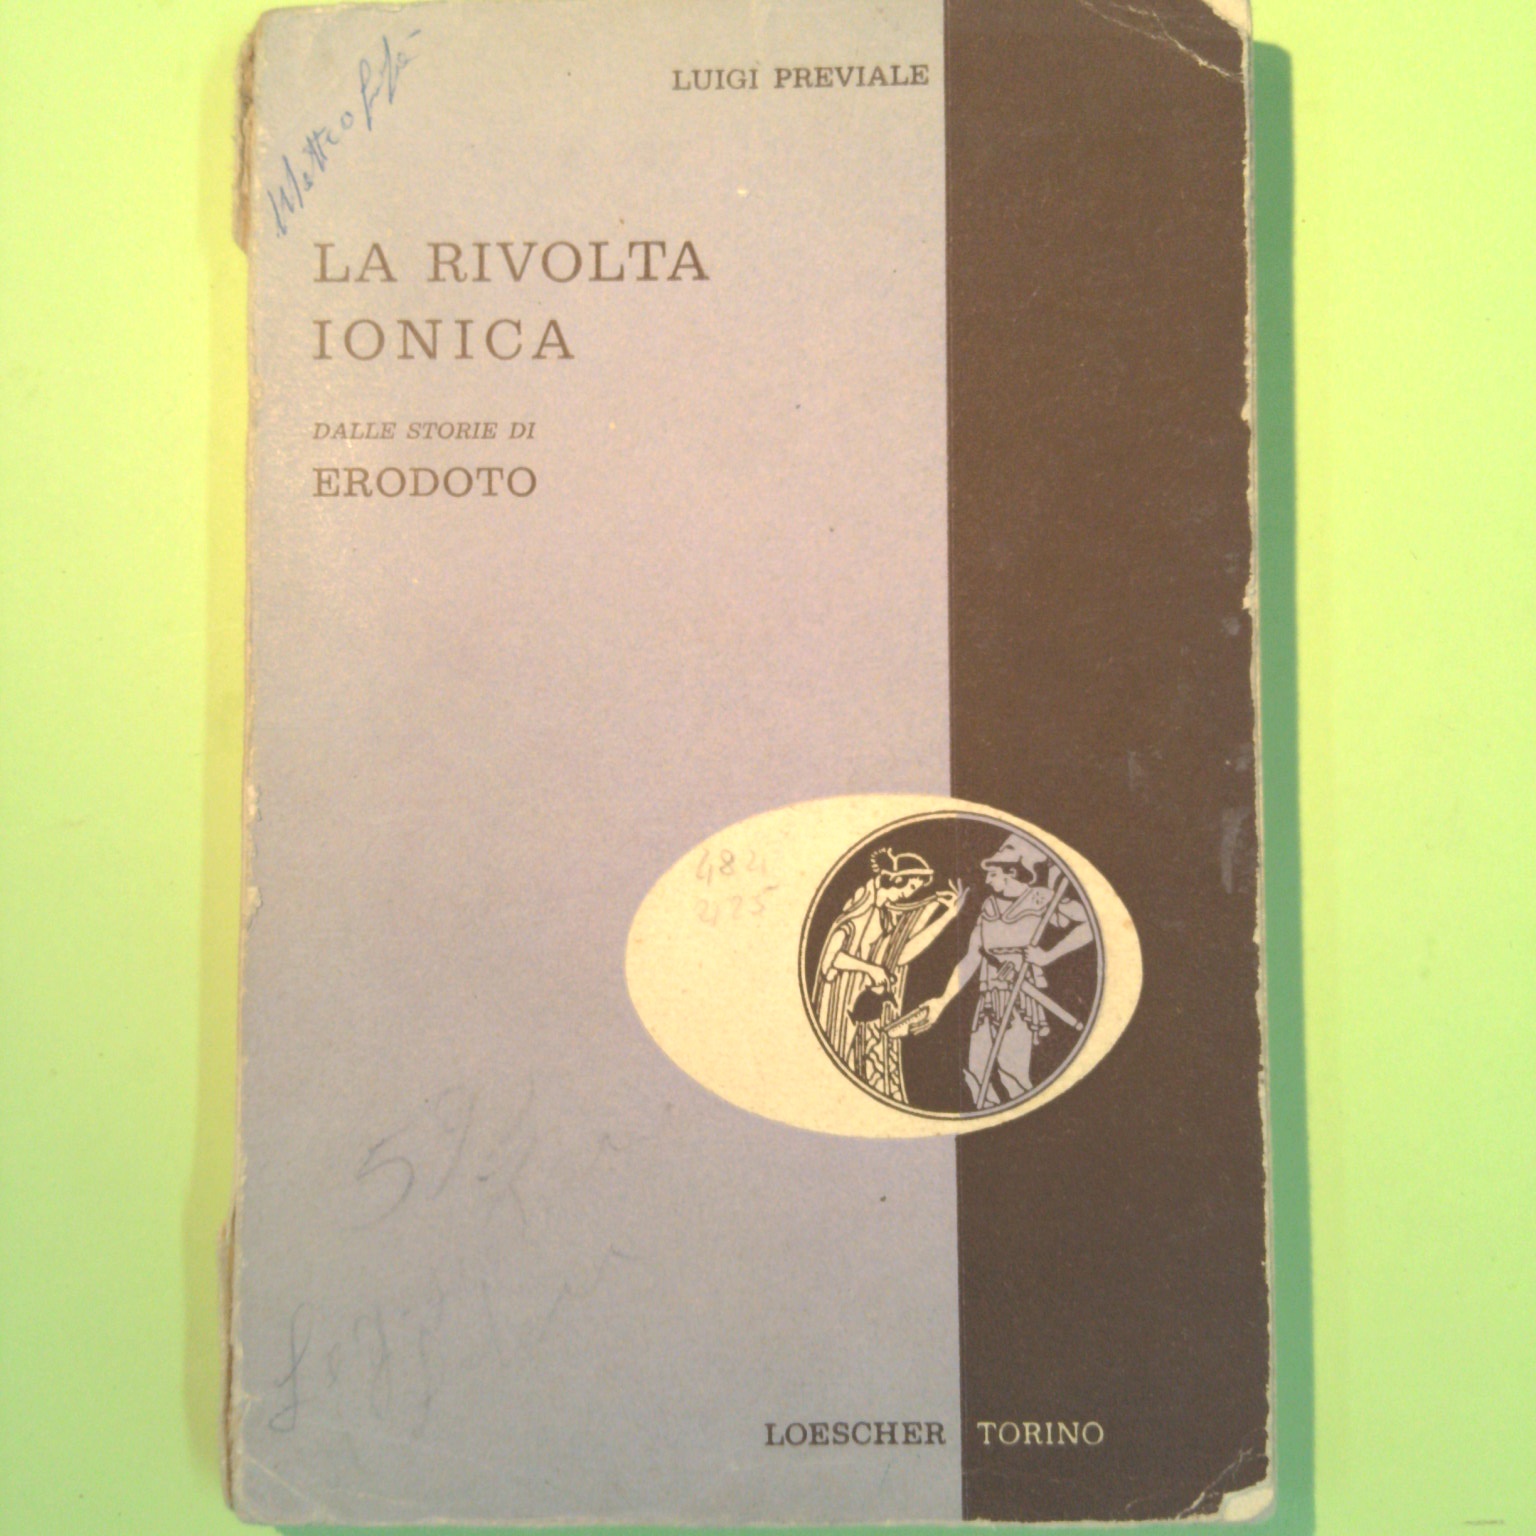 LUIGI PREVIALE
LA RIVOLTA
IONICA
DALLE STORIE DI
ERODOTO
LOESCHER TORINO